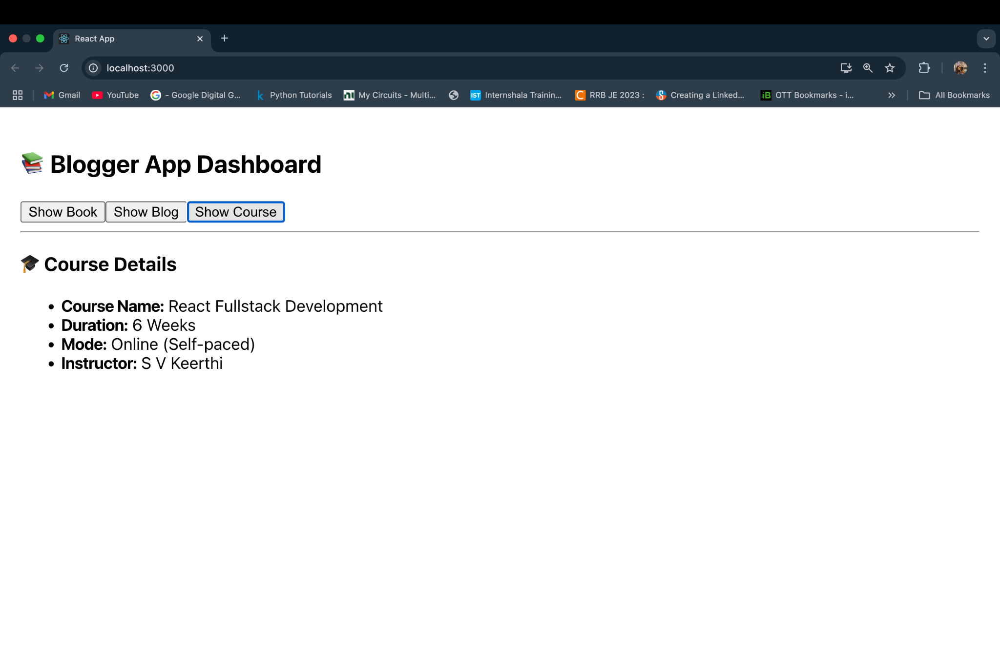 React App
localhost:3000
Gmail YouTube - Google Digital G... Python Tutorials My Circuits - Multi... IST Internshala Trainin... RRB JE 2023 : Creating a Linked... iB OTT Bookmarks - i... All Bookmarks
📚 Blogger App Dashboard
Show Book Show Blog Show Course
🎓 Course Details
• Course Name: React Fullstack Development
• Duration: 6 Weeks
• Mode: Online (Self-paced)
• Instructor: S V Keerthi